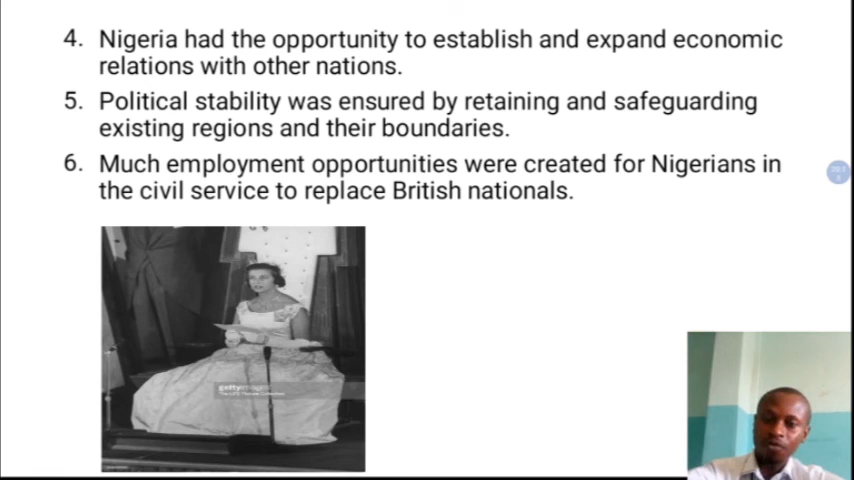 4. Nigeria had the opportunity to establish and expand economic
relations with other nations.
5. Political stability was ensured by retaining and safeguarding
existing regions and their boundaries.
6. Much employment opportunities were created for Nigerians in
the civil service to replace British nationals.
gettyimages